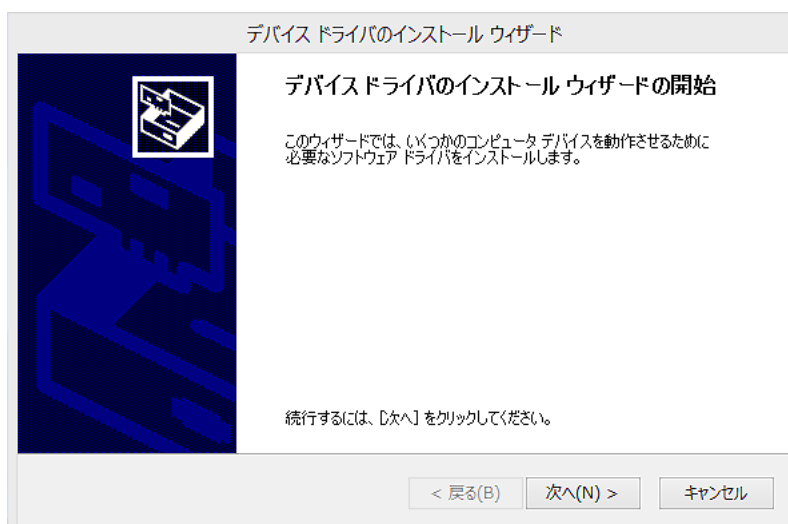 デバイス ドライバのインストール ウィザード
デバイス ドライバのインストール ウィザードの開始
このウィザードでは、いくつかのコンピュータ デバイスを動作させるために
必要なソフトウェア ドライバをインストールします。
続行するには、[次へ] をクリックしてください。
< 戻る(B)
次へ(N) >
キャンセル